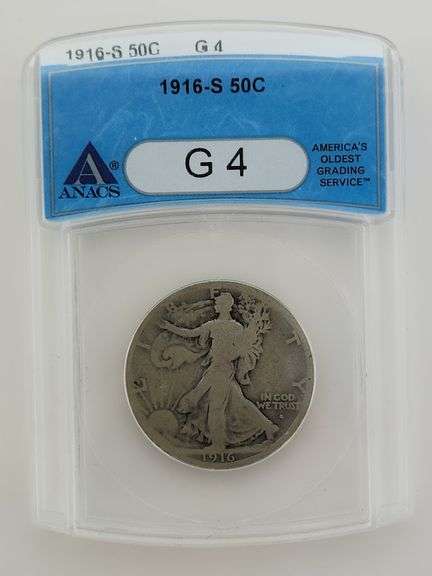 1916-S 50C G 4
1916-S 50C
ANACS®
G 4
AMERICA'S
OLDEST
GRADING
SERVICE™
IN GOD
WE TRUST
S
1916